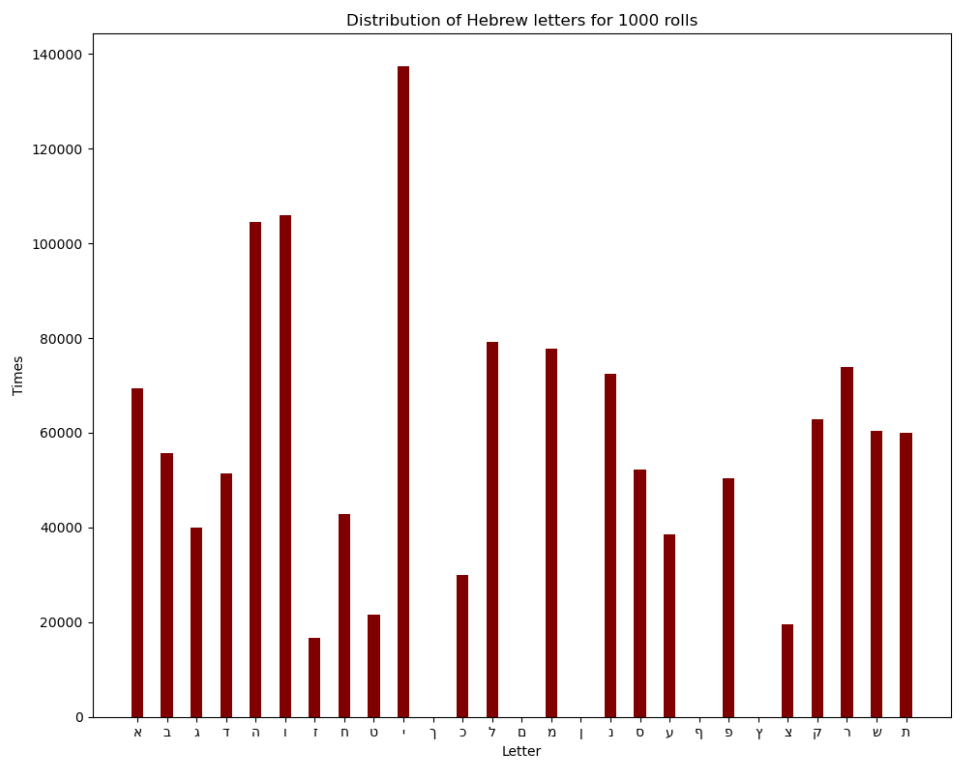 Distribution of Hebrew letters for 1000 rolls
140000
120000
100000
80000
60000
40000
20000
0
Times
א ב ג ד ה ו ז ח ט י ך כ ל ם מ ן נ ס ע ף פ ץ צ ק ר ש ת
Letter